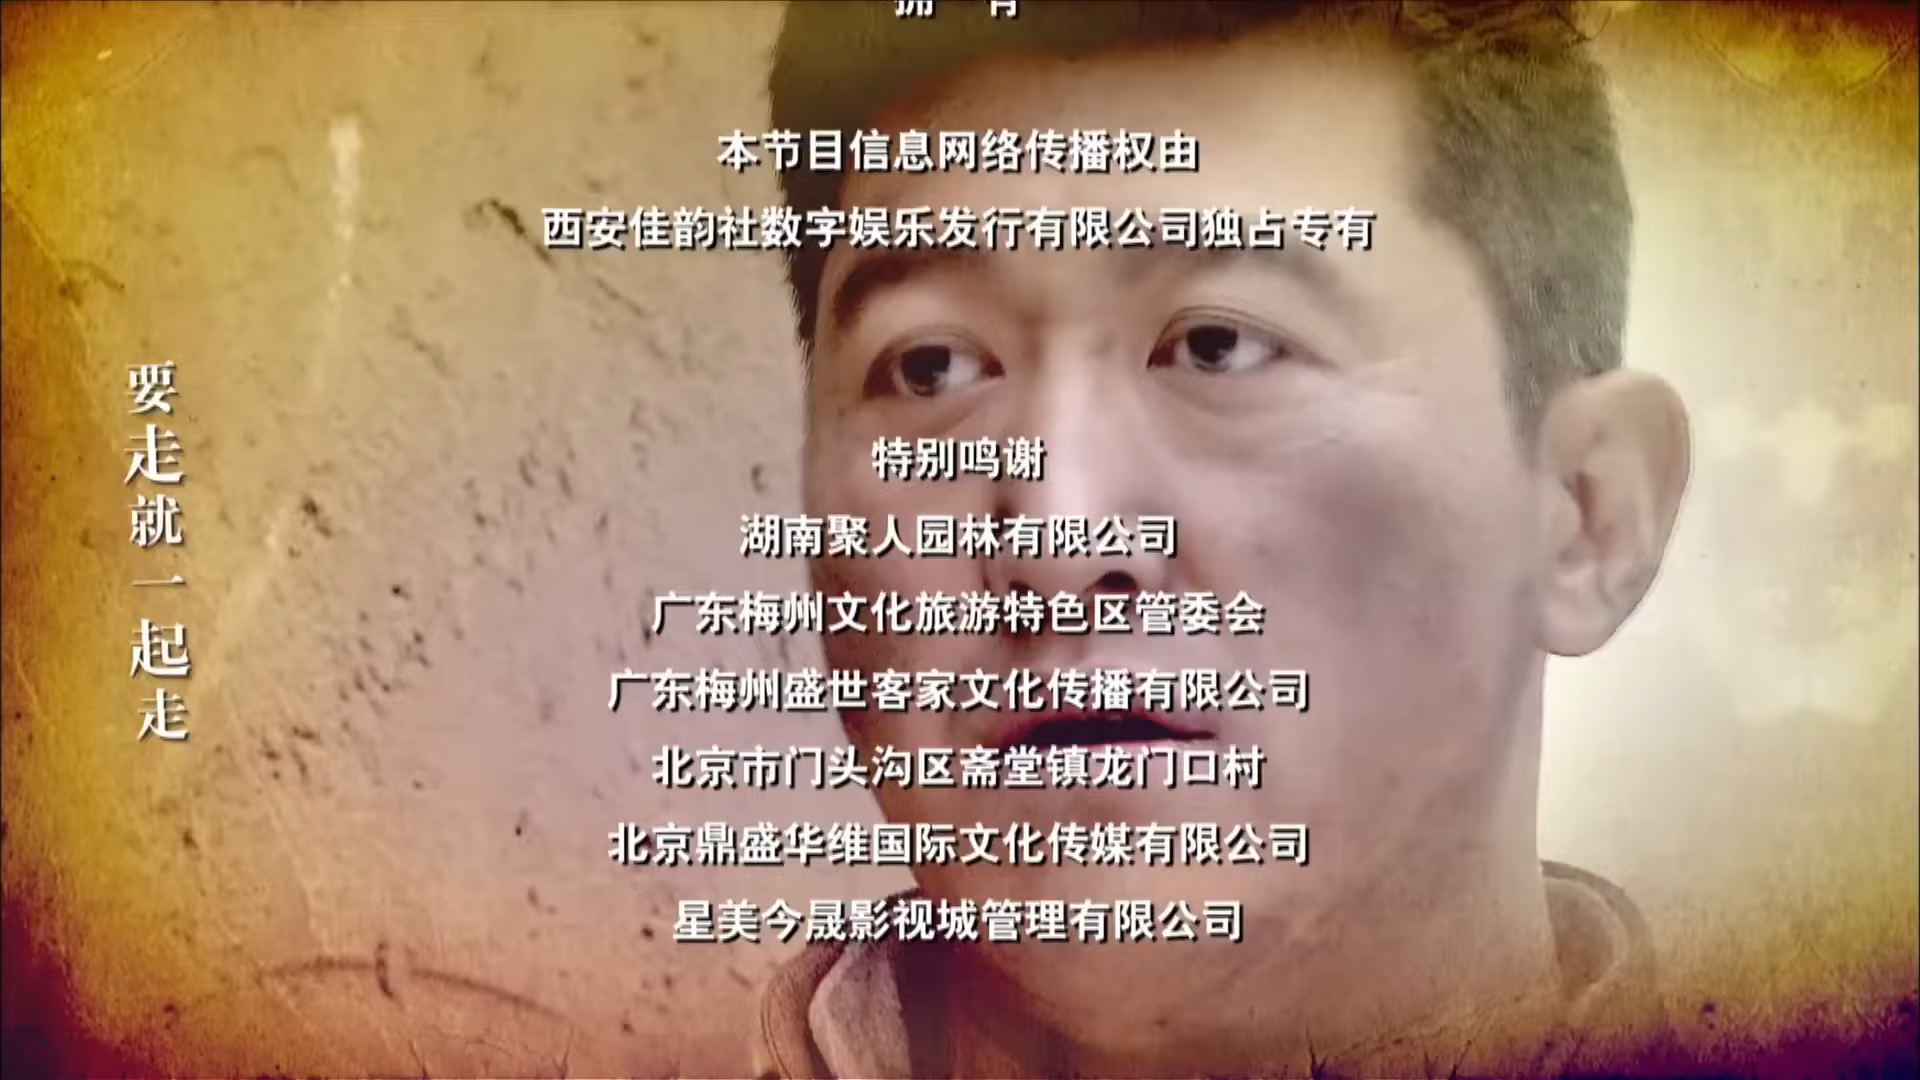 拥有
本节目信息网络传播权由
西安佳韵社数字娱乐发行有限公司独占专有
特别鸣谢
湖南聚人园林有限公司
广东梅州文化旅游特色区管委会
广东梅州盛世客家文化传播有限公司
北京市门头沟区斋堂镇龙门口村
北京鼎盛华维国际文化传媒有限公司
星美今晟影视城管理有限公司
要走就一起走